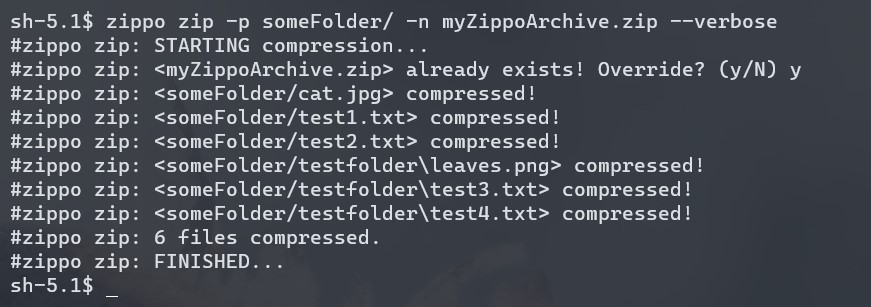 sh-5.1$ zippo zip -p someFolder/ -n myZippoArchive.zip --verbose
#zippo zip: STARTING compression...
#zippo zip: <myZippoArchive.zip> already exists! Override? (y/N) y
#zippo zip: <someFolder/cat.jpg> compressed!
#zippo zip: <someFolder/test1.txt> compressed!
#zippo zip: <someFolder/test2.txt> compressed!
#zippo zip: <someFolder/testfolder\leaves.png> compressed!
#zippo zip: <someFolder/testfolder\test3.txt> compressed!
#zippo zip: <someFolder/testfolder\test4.txt> compressed!
#zippo zip: 6 files compressed.
#zippo zip: FINISHED...
sh-5.1$ _